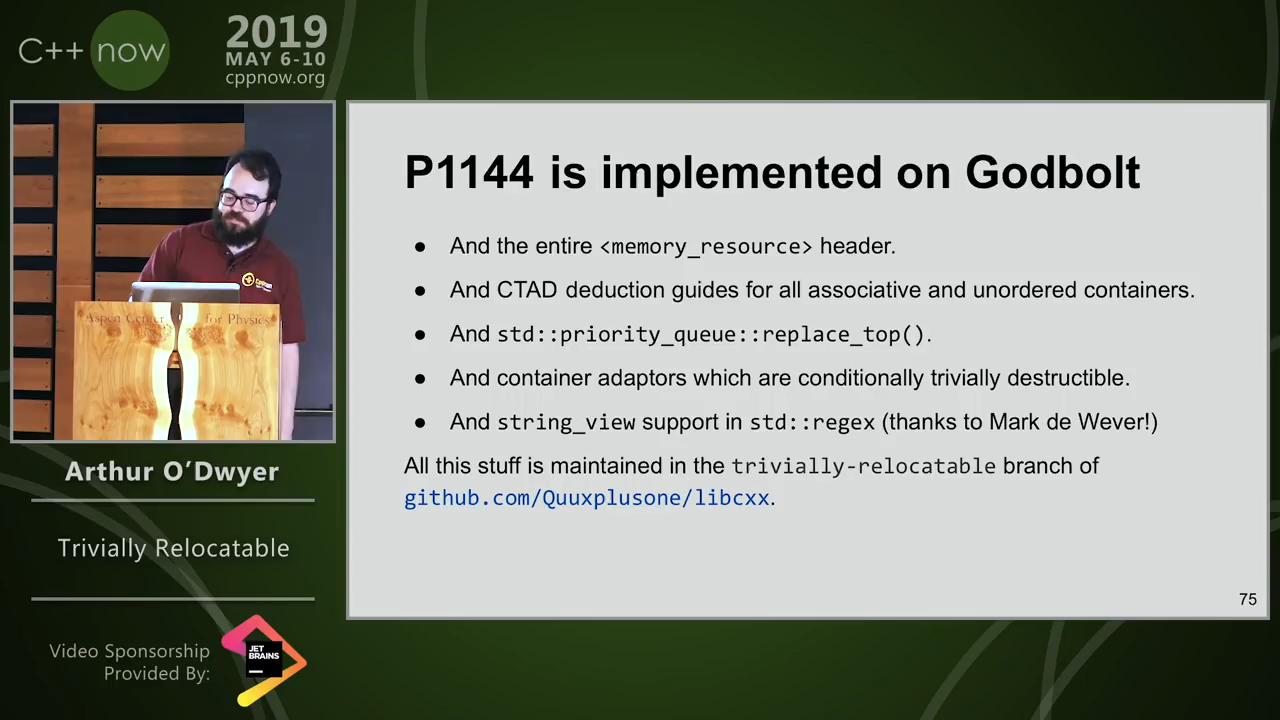 C++ now
2019
MAY 6-10
cppnow.org
Aspen Center for Physics
Arthur O'Dwyer
Trivially Relocatable
Video Sponsorship
Provided By:
JET
BRAINS
P1144 is implemented on Godbolt
● And the entire <memory_resource> header.
● And CTAD deduction guides for all associative and unordered containers.
● And std::priority_queue::replace_top().
● And container adaptors which are conditionally trivially destructible.
● And string_view support in std::regex (thanks to Mark de Wever!)
All this stuff is maintained in the trivially-relocatable branch of
github.com/Quuxplusone/libcxx.
75